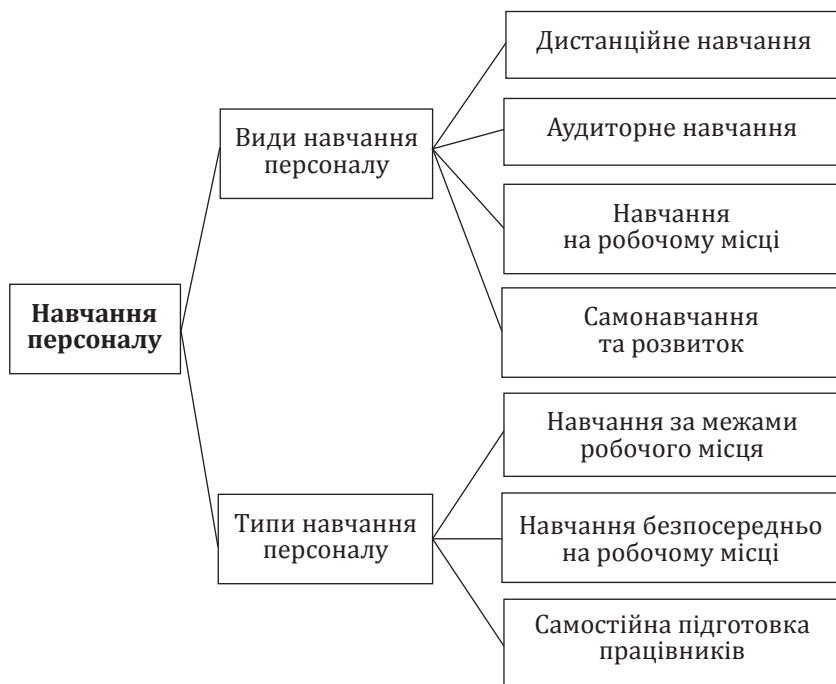 Навчання
персоналу
Види навчання
персоналу
Дистанційне навчання
Аудиторне навчання
Навчання
на робочому місці
Самонавчання
та розвиток
Типи навчання
персоналу
Навчання за межами
робочого місця
Навчання безпосередньо
на робочому місці
Самостійна підготовка
працівників